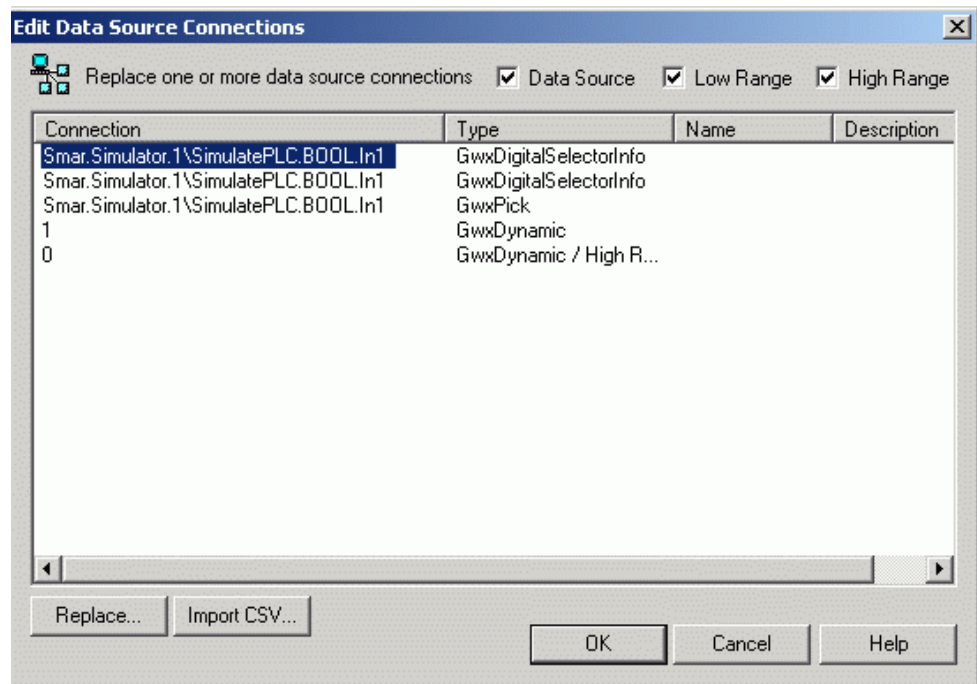 Edit Data Source Connections
Replace one or more data source connections Data Source Low Range High Range
Connection Type Name Description
Smar.Simulator.1\SimulatePLC.BOOL.In1 GwxDigitalSelectorInfo
Smar.Simulator.1\SimulatePLC.BOOL.In1 GwxDigitalSelectorInfo
Smar.Simulator.1\SimulatePLC.BOOL.In1 GwxPick
1 GwxDynamic
0 GwxDynamic / High R...
Replace... Import CSV...
OK Cancel Help